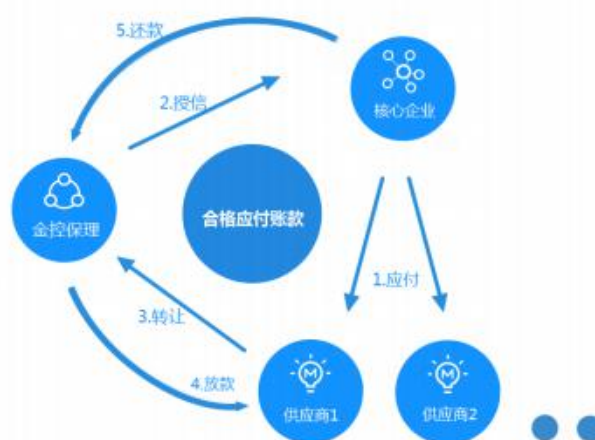 5.还款
核心企业
2.授信
金控保理
合格应付账款
1.应付
3.转让
4.放款
供应商1
供应商2